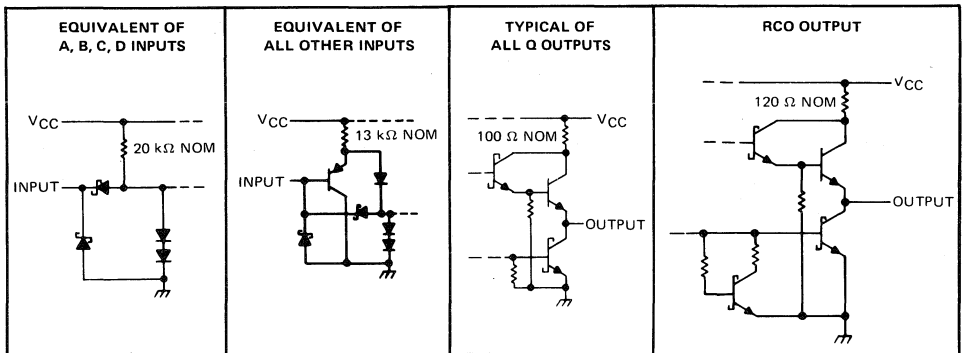 EQUIVALENT OF
A, B, C, D INPUTS
VCC
20 kΩ NOM
INPUT
EQUIVALENT OF
ALL OTHER INPUTS
VCC
13 kΩ NOM
INPUT
TYPICAL OF
ALL Q OUTPUTS
VCC
100 Ω NOM
OUTPUT
RCO OUTPUT
VCC
120 Ω NOM
OUTPUT